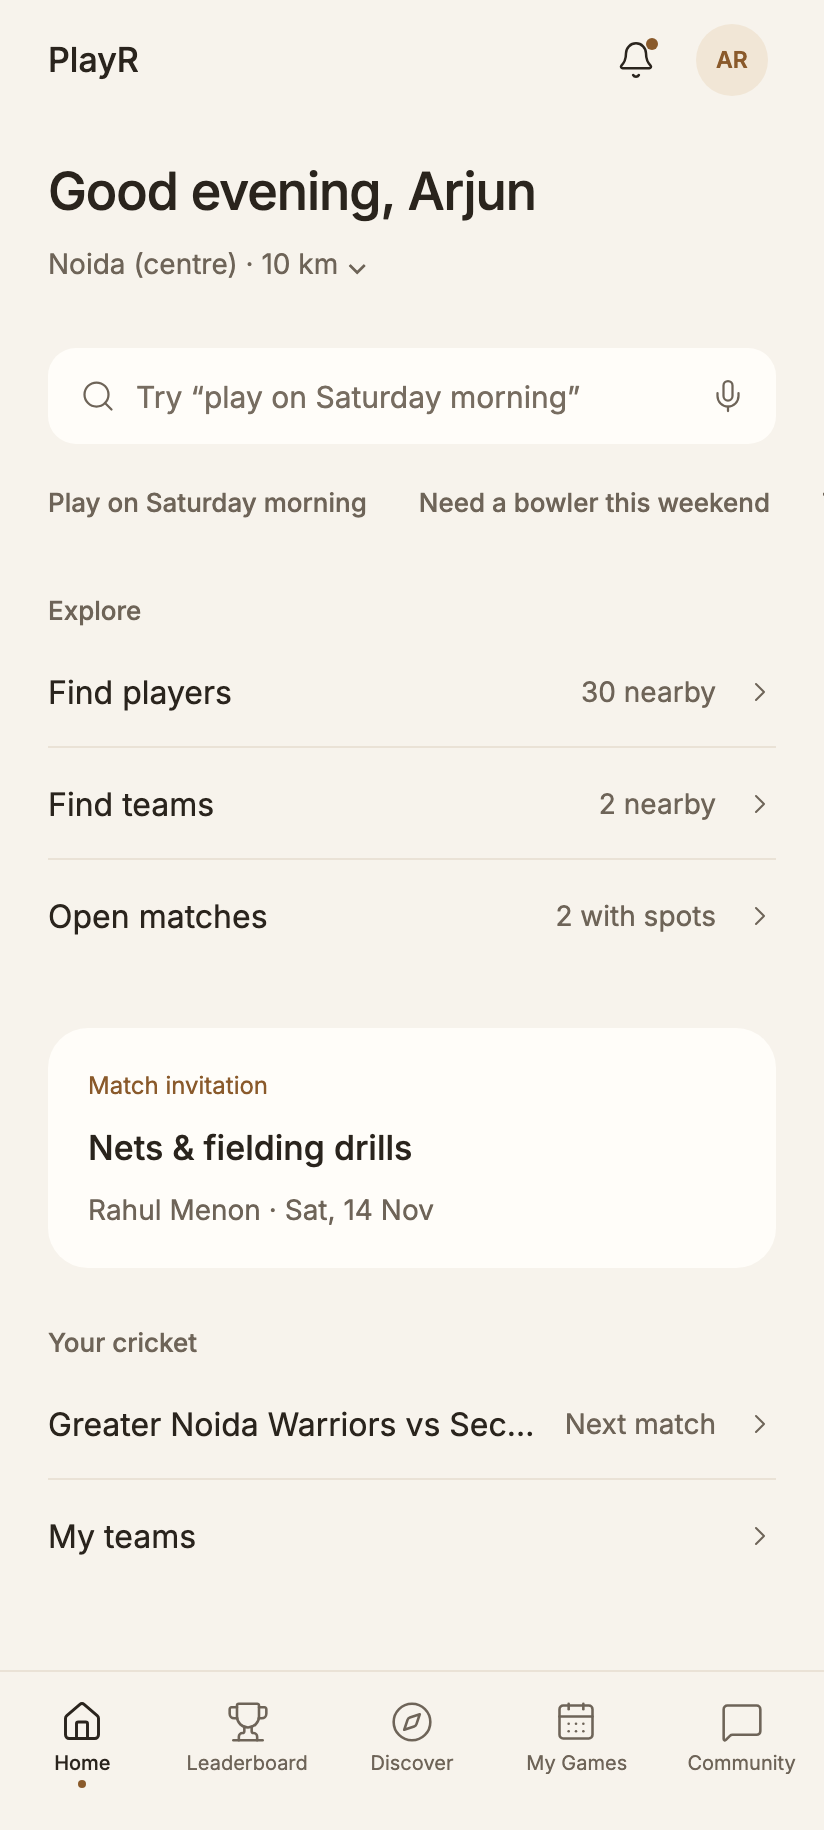 PlayR
AR
Good evening, Arjun
Noida (centre) · 10 km
Try “play on Saturday morning”
Play on Saturday morning
Need a bowler this weekend
Explore
Find players
30 nearby
Find teams
2 nearby
Open matches
2 with spots
Match invitation
Nets & fielding drills
Rahul Menon · Sat, 14 Nov
Your cricket
Greater Noida Warriors vs Sec...
Next match
My teams
Home
Leaderboard
Discover
My Games
Community